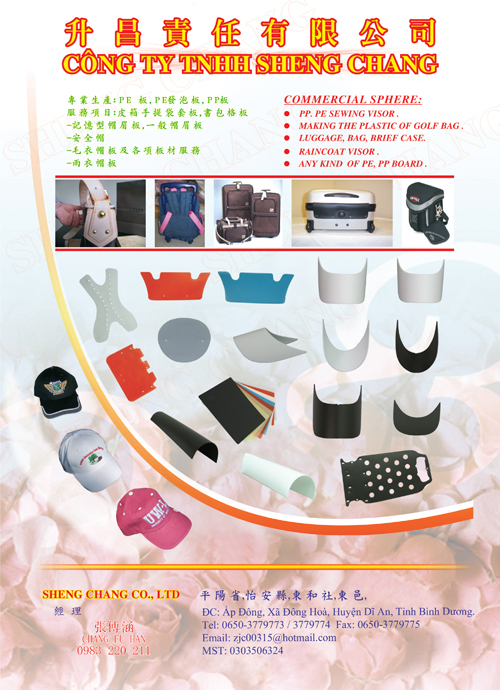 升昌責任有限公司
CÔNG TY TNHH SHENG CHANG
專業生產:PE 板,PE發泡板,PP板
服務項目:皮箱手提袋套板,書包格板
-記憶型帽眉板,一般帽眉板
-安全帽
-毛衣帽板及各項板材服務
-雨衣帽板
COMMERCIAL SPHERE:
PP. PE SEWING VISOR .
MAKING THE PLASTIC OF GOLF BAG .
LUGGAGE, BAG, BRIEF CASE.
RAINCOAT VISOR .
ANY KIND OF PE, PP BOARD .
UW
SHENG CHANG CO., LTD
經 理
張博涵
CHANG FU HAN
0983 220 211
平陽省,怡安縣,東和社,東邑,
ĐC: Ấp Đông, Xã Đông Hoà, Huyện Dĩ An, Tỉnh Bình Dương.
Tel: 0650-3779773 / 3779774 Fax: 0650-3779775
Email: zjc00315@hotmail.com
MST: 0303506324